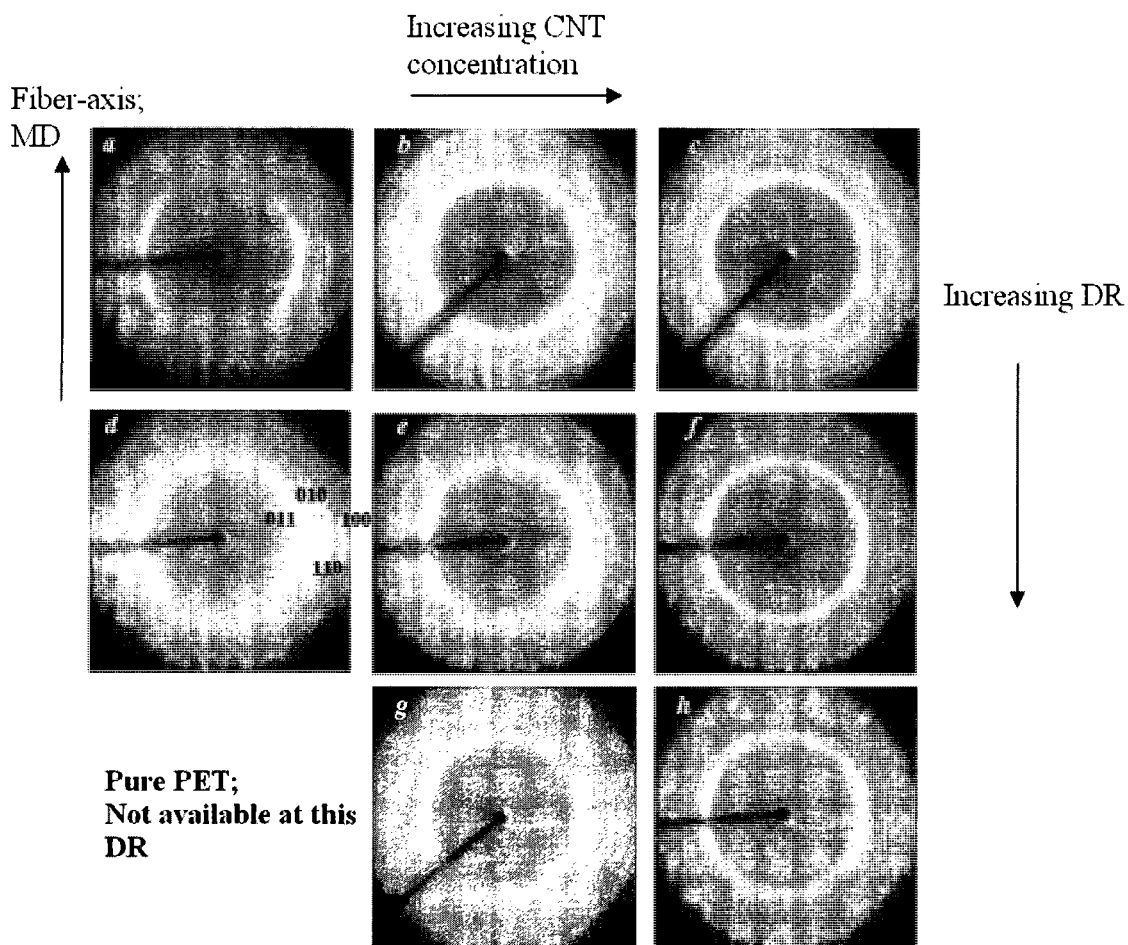 Increasing CNT
concentration
Fiber-axis;
MD
a
b
c
Increasing DR
d
010
011
100
110
e
f
g
h
Pure PET;
Not available at this
DR